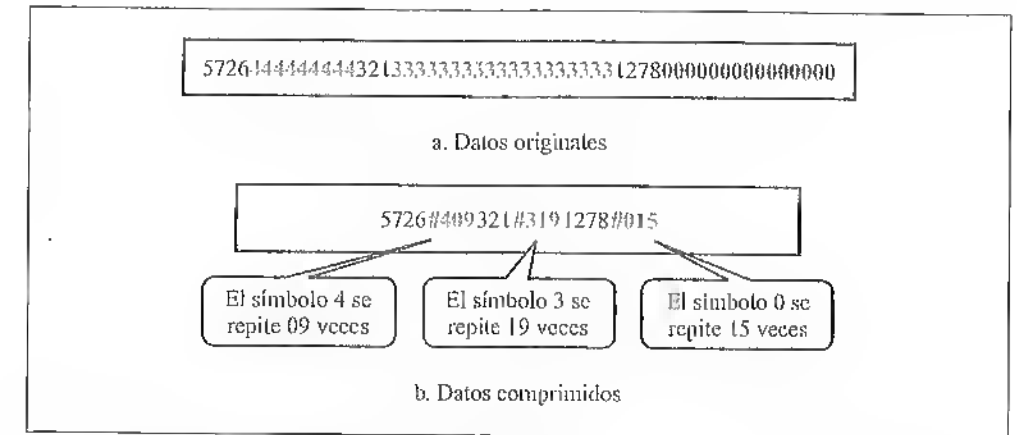 572644444444432133333333333333333331278000000000000000
a. Datos originales
5726#409321#3191278#015
El símbolo 4 se
repite 09 veces
El símbolo 3 se
repite 19 veces
El símbolo 0 se
repite 15 veces
b. Datos comprimidos